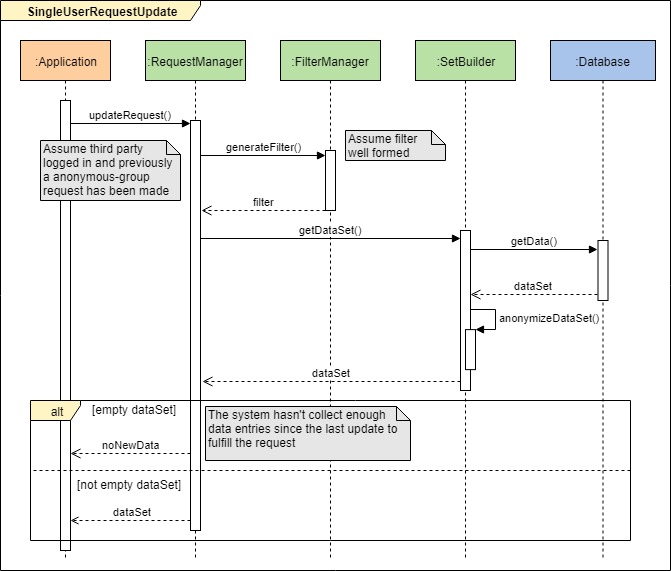 SingleUserRequestUpdate
:Application
:RequestManager
:FilterManager
:SetBuilder
:Database
updateRequest()
Assume third party
logged in and previously
a anonymous-group
request has been made
generateFilter()
Assume filter
well formed
filter
getDataSet()
getData()
dataSet
anonymizeDataSet()
dataSet
alt
[empty dataSet]
The system hasn't collect enough
data entries since the last update to
fulfill the request
noNewData
[not empty dataSet]
dataSet